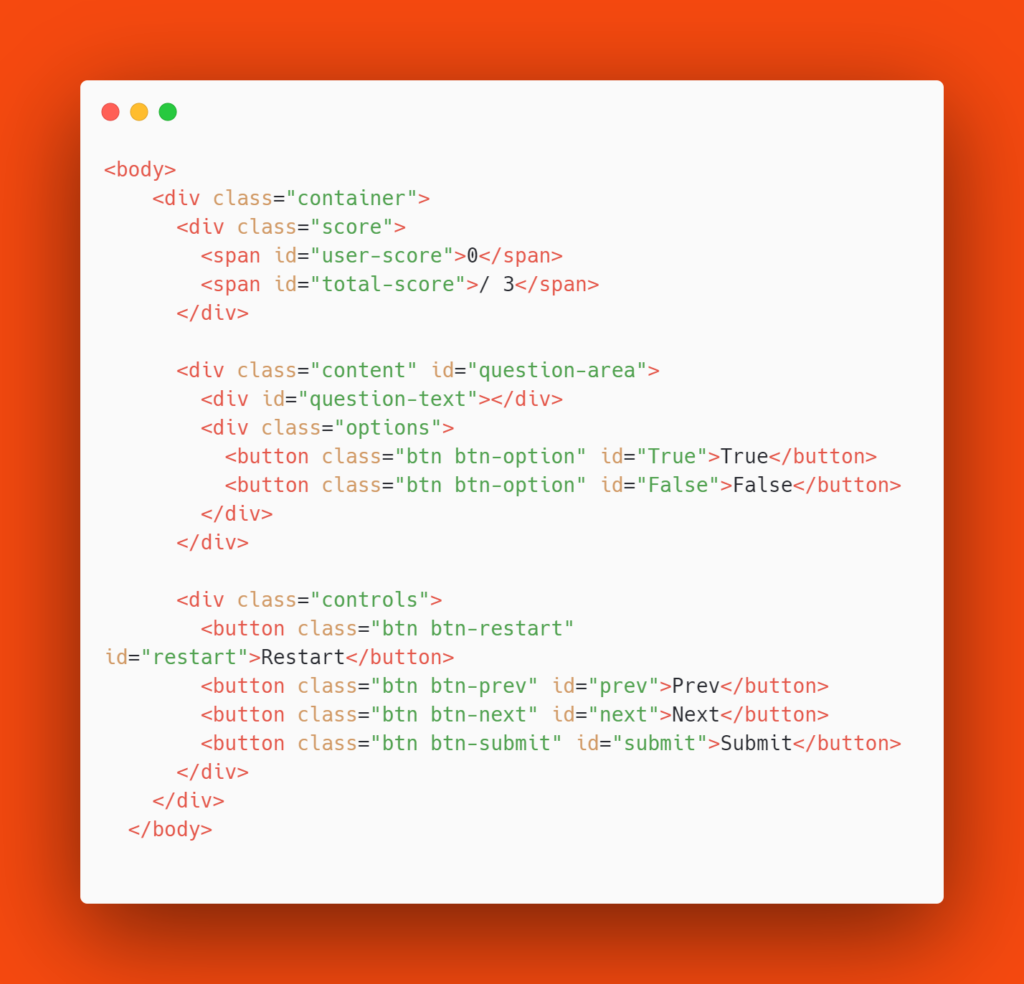 <body>
    <div class="container">
      <div class="score">
        <span id="user-score">0</span>
        <span id="total-score">/ 3</span>
      </div>

      <div class="content" id="question-area">
        <div id="question-text"></div>
        <div class="options">
          <button class="btn btn-option" id="True">True</button>
          <button class="btn btn-option" id="False">False</button>
        </div>
      </div>

      <div class="controls">
        <button class="btn btn-restart"
id="restart">Restart</button>
        <button class="btn btn-prev" id="prev">Prev</button>
        <button class="btn btn-next" id="next">Next</button>
        <button class="btn btn-submit" id="submit">Submit</button>
      </div>
    </div>
  </body>